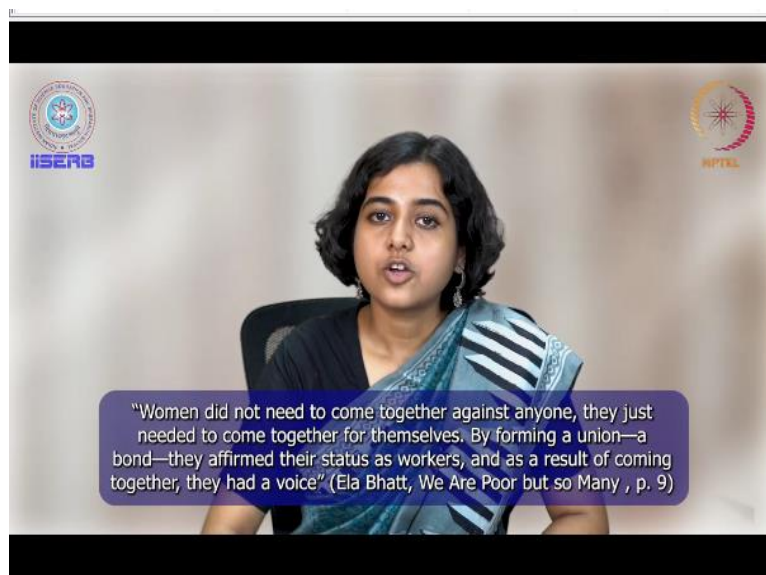 IISERB
NPTEL
“Women did not need to come together against anyone, they just
needed to come together for themselves. By forming a union—a
bond—they affirmed their status as workers, and as a result of coming
together, they had a voice” (Ela Bhatt, We Are Poor but so Many , p. 9)